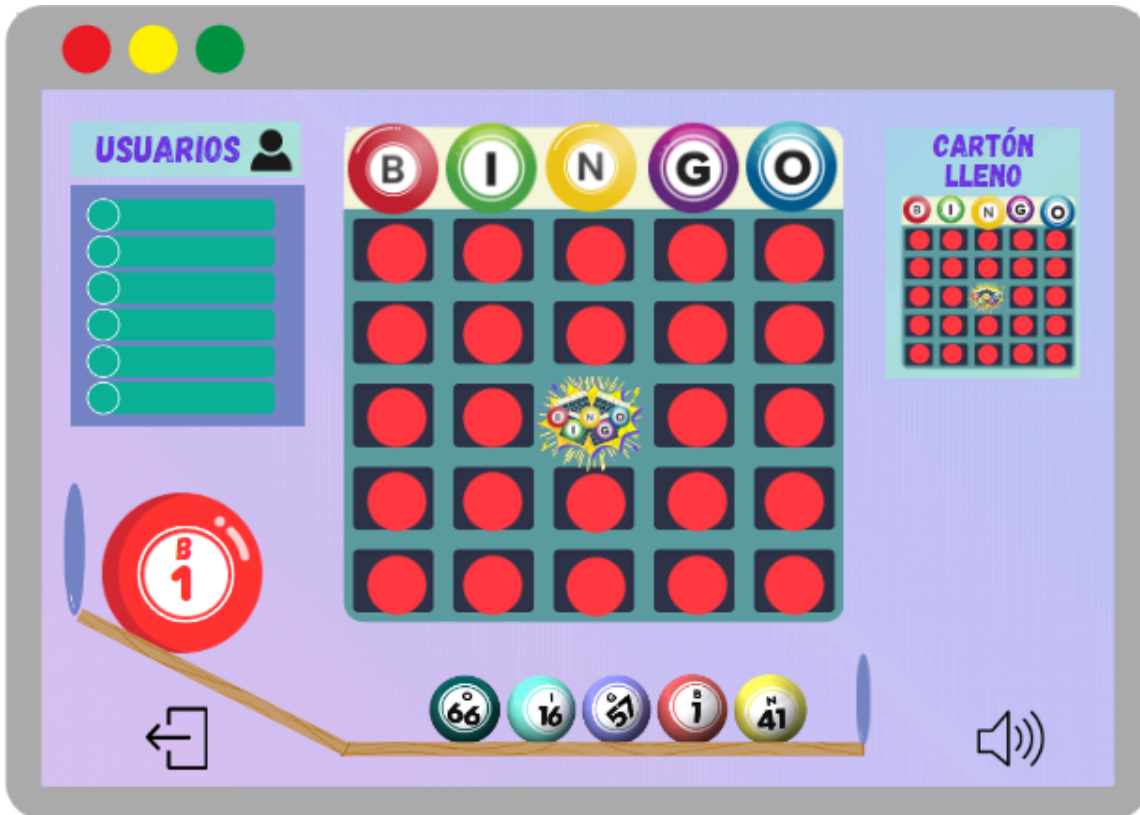 USUARIOS
B I N G O
CARTÓN
LLENO
B I N G O
B I N G O
B
1
O
66
I
16
G
57
B
1
N
41